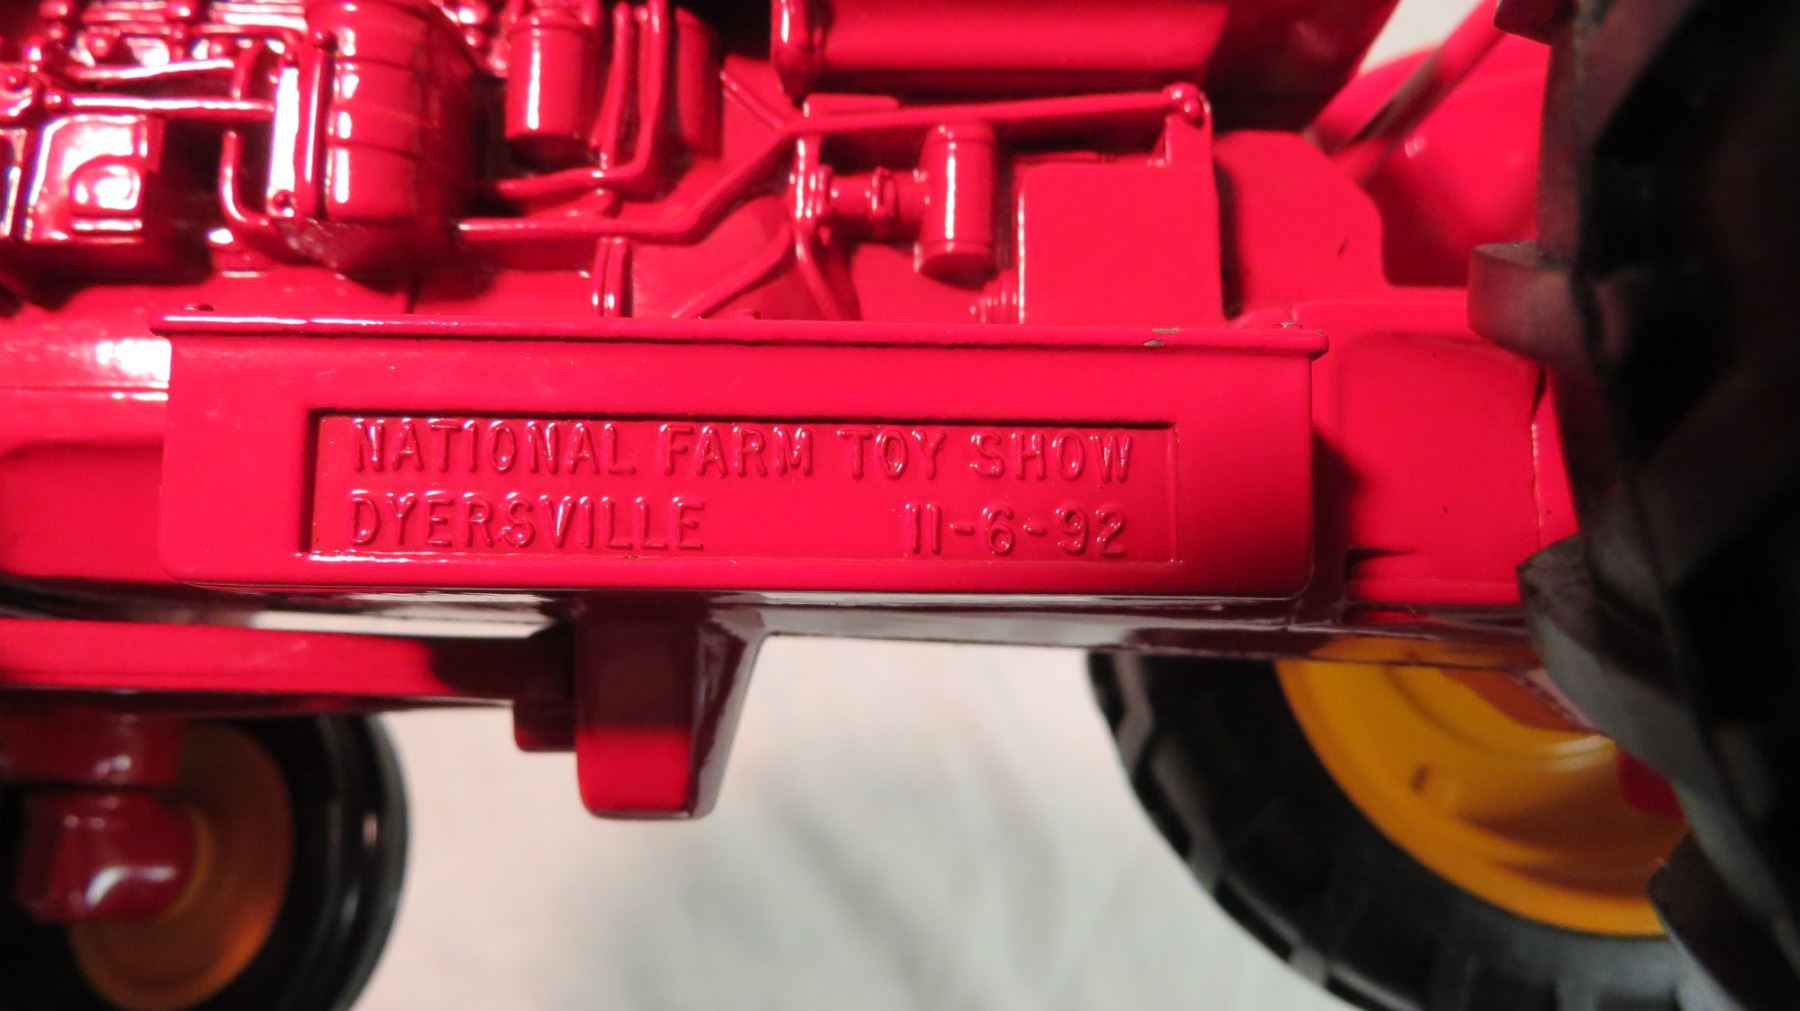 NATIONAL FARM TOY SHOW
DYERSVILLE 11-6-92